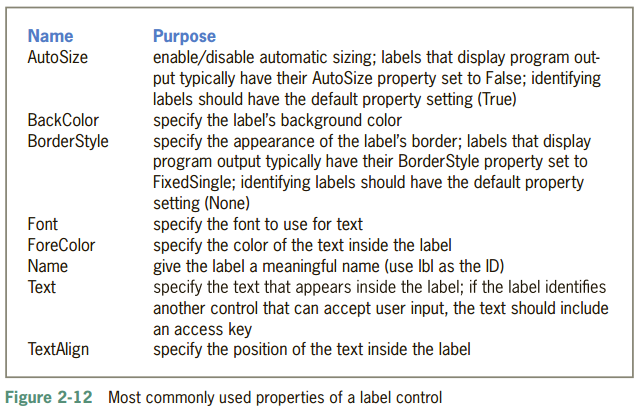 Name Purpose
AutoSize enable/disable automatic sizing; labels that display program out-
put typically have their AutoSize property set to False; identifying
labels should have the default property setting (True)
BackColor specify the label's background color
BorderStyle specify the appearance of the label's border; labels that display
program output typically have their BorderStyle property set to
FixedSingle; identifying labels should have the default property
setting (None)
Font specify the font to use for text
ForeColor specify the color of the text inside the label
Name give the label a meaningful name (use lbl as the ID)
Text specify the text that appears inside the label; if the label identifies
another control that can accept user input, the text should include
an access key
TextAlign specify the position of the text inside the label
Figure 2-12 Most commonly used properties of a label control